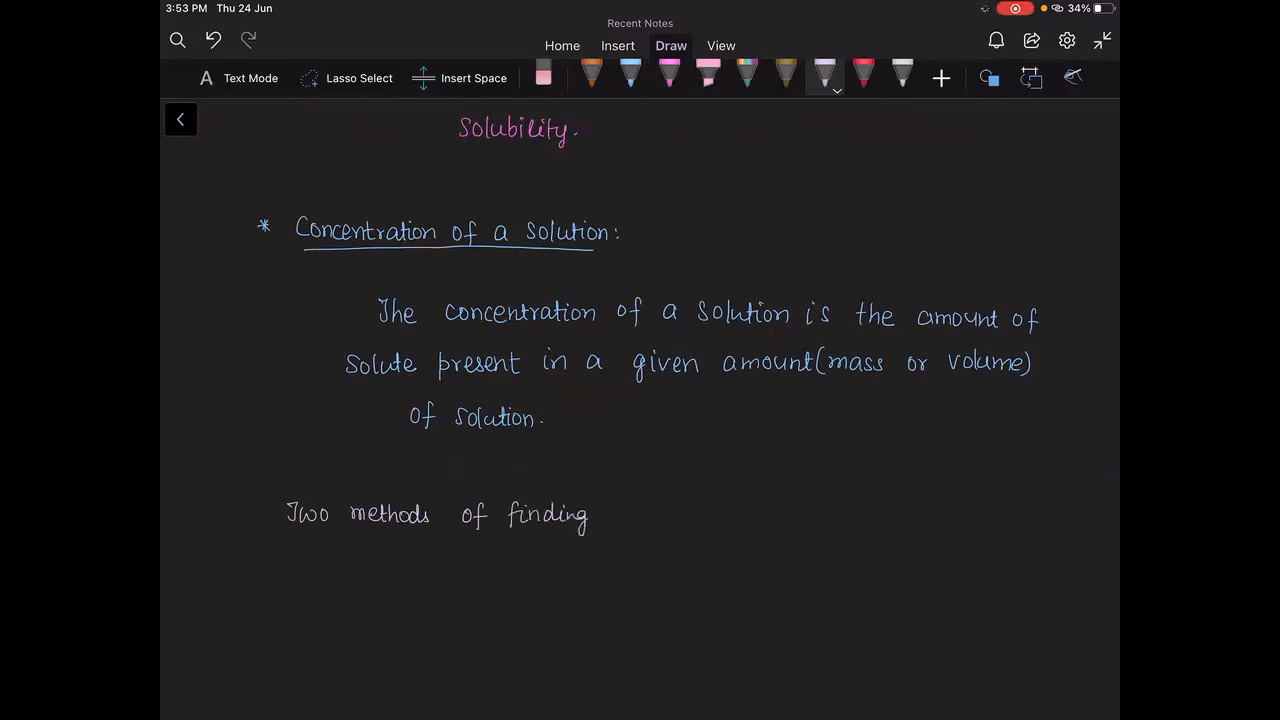 3:53 PM Thu 24 Jun
34%
Recent Notes
Home Insert Draw View
Text Mode Lasso Select Insert Space
Solubility.
* Concentration of a solution:
The concentration of a solution is the amount of
solute present in a given amount(mass or volume)
of solution.
Two methods of finding